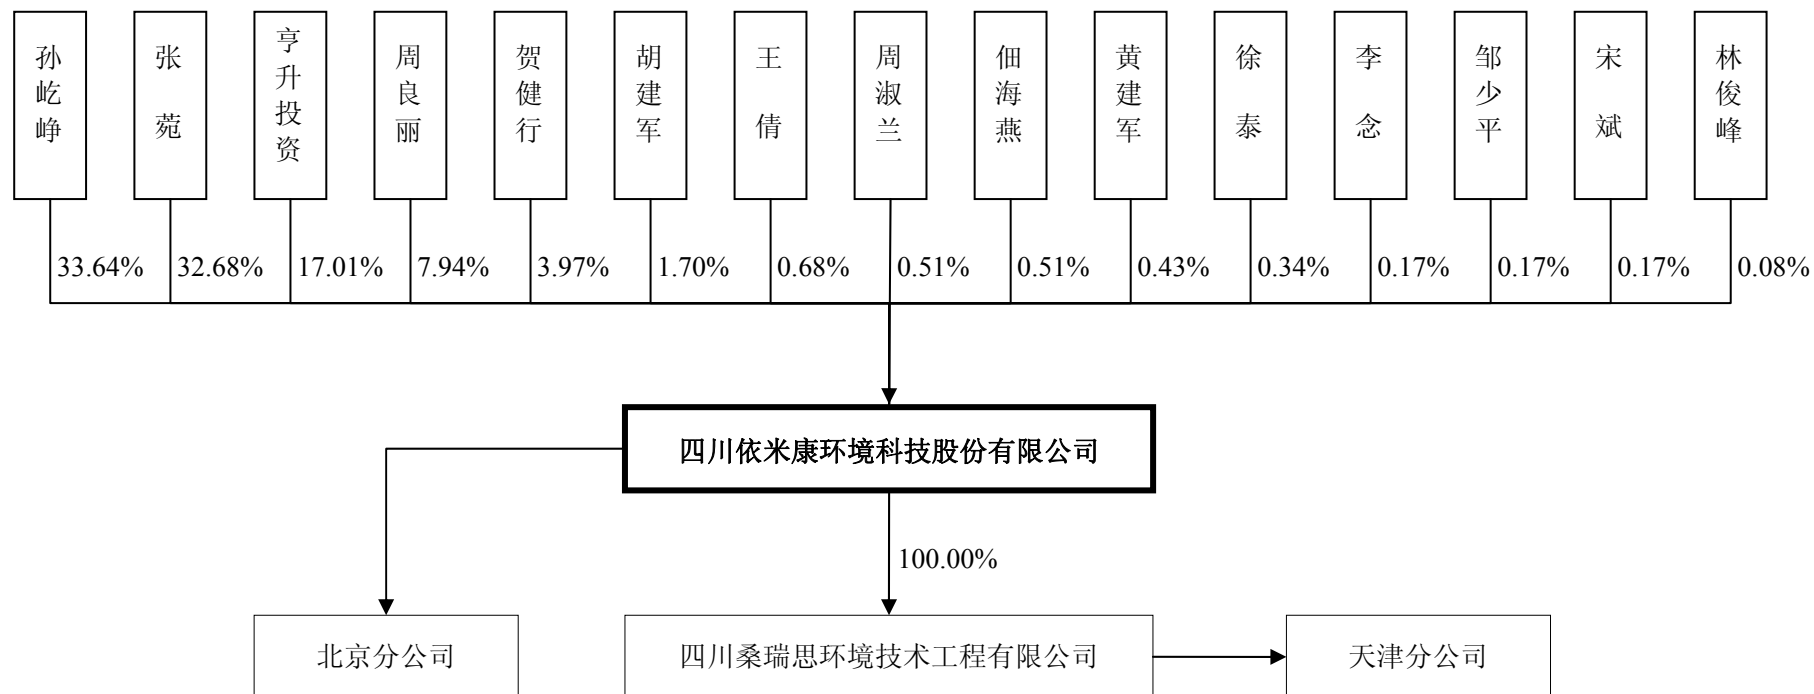 孙屹峥
张菀
亨升投资
周良丽
贺健行
胡建军
王倩
周淑兰
佃海燕
黄建军
徐泰
李念
邹少平
宋斌
林俊峰
33.64%
32.68%
17.01%
7.94%
3.97%
1.70%
0.68%
0.51%
0.51%
0.43%
0.34%
0.17%
0.17%
0.17%
0.08%
四川依米康环境科技股份有限公司
100.00%
北京分公司
四川桑瑞思环境技术工程有限公司
天津分公司